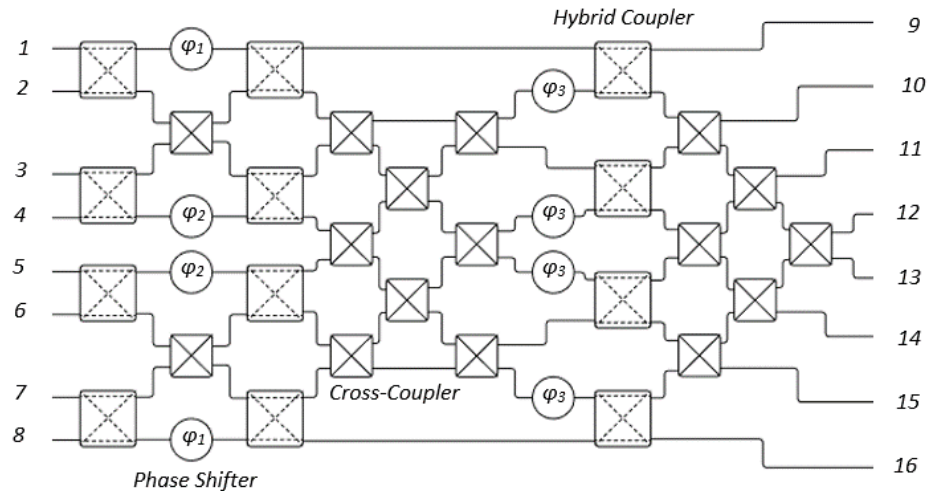 Hybrid Coupler
9
1
φ1
2
φ3
10
3
11
4
φ2
φ3
12
5
φ2
φ3
13
6
14
7
Cross-Coupler
φ3
15
8
φ1
16
Phase Shifter